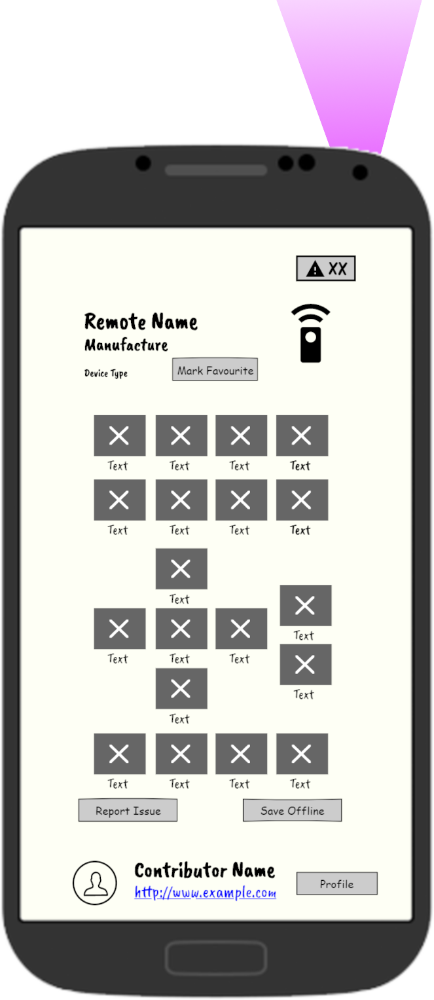 XX
Remote Name
Manufacture
Device Type
Mark Favourite
Text Text Text Text
Text Text Text Text
Text
Text
Text Text Text
Text
Text
Text Text Text Text
Report Issue Save Offline
Contributor Name
http://www.example.com
Profile